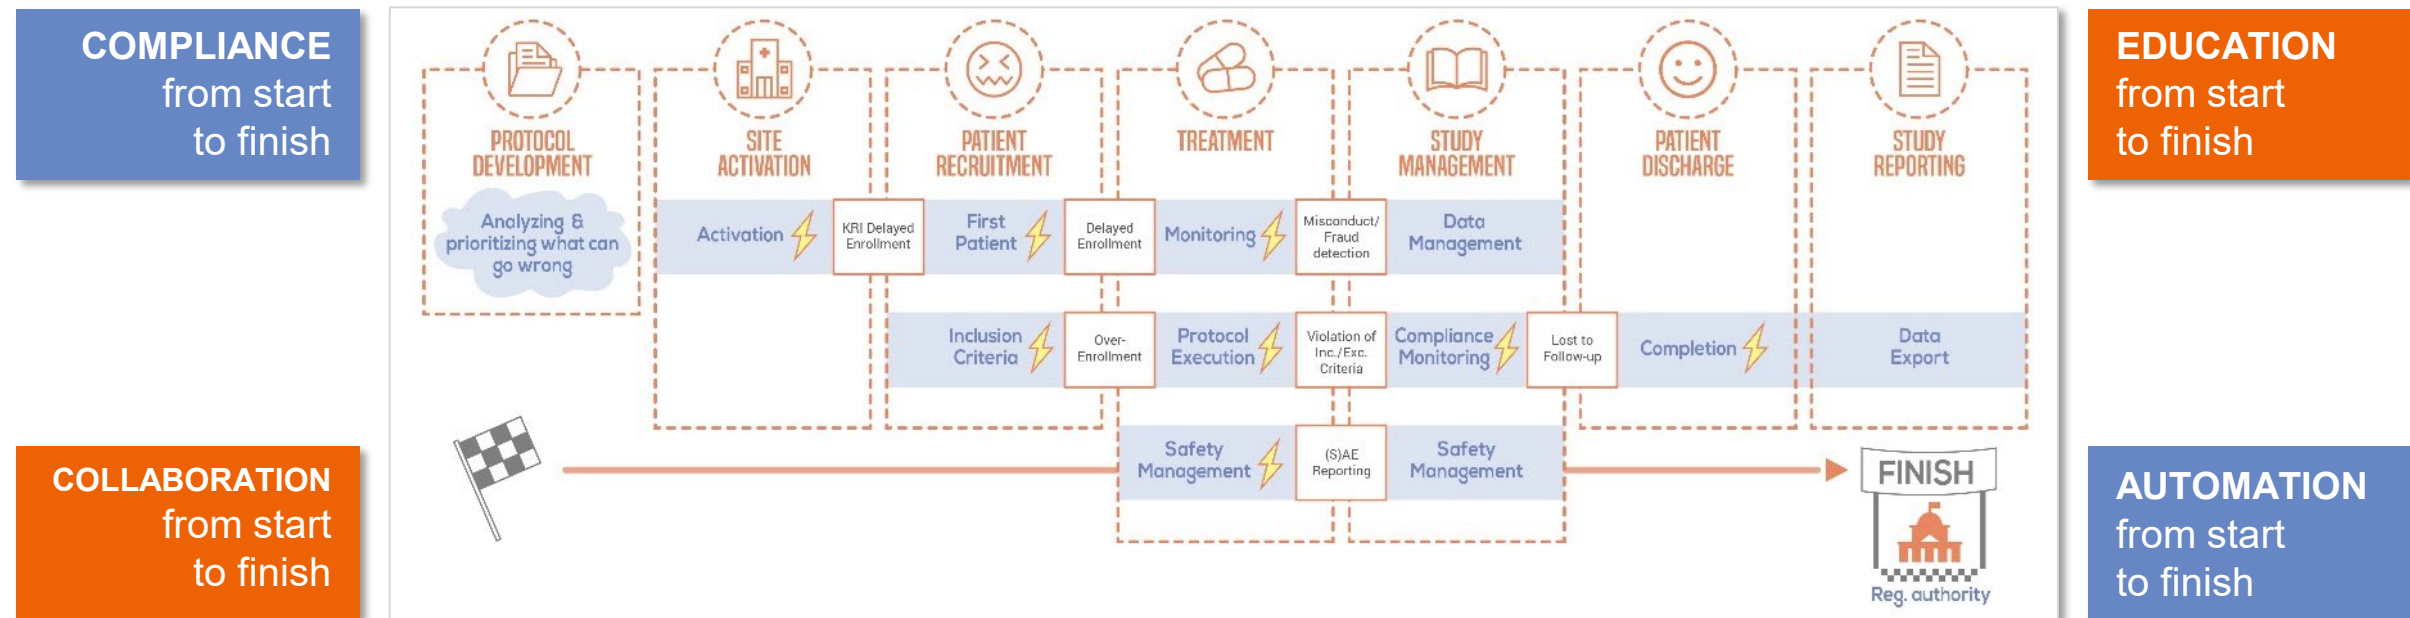 COMPLIANCE
from start
to finish
EDUCATION
from start
to finish
COLLABORATION
from start
to finish
AUTOMATION
from start
to finish
PROTOCOL
DEVELOPMENT
SITE
ACTIVATION
PATIENT
RECRUITMENT
TREATMENT
STUDY
MANAGEMENT
PATIENT
DISCHARGE
STUDY
REPORTING
Analyzing &
prioritizing what can
go wrong
Activation
KRI Delayed
Enrollment
First
Patient
Delayed
Enrollment
Monitoring
Misconduct/
Fraud
detection
Data
Management
Inclusion
Criteria
Over-
Enrollment
Protocol
Execution
Violation of
Inc./Exc.
Criteria
Compliance
Monitoring
Lost to
Follow-up
Completion
Data
Export
Safety
Management
(S)AE
Reporting
Safety
Management
FINISH
Reg. authority